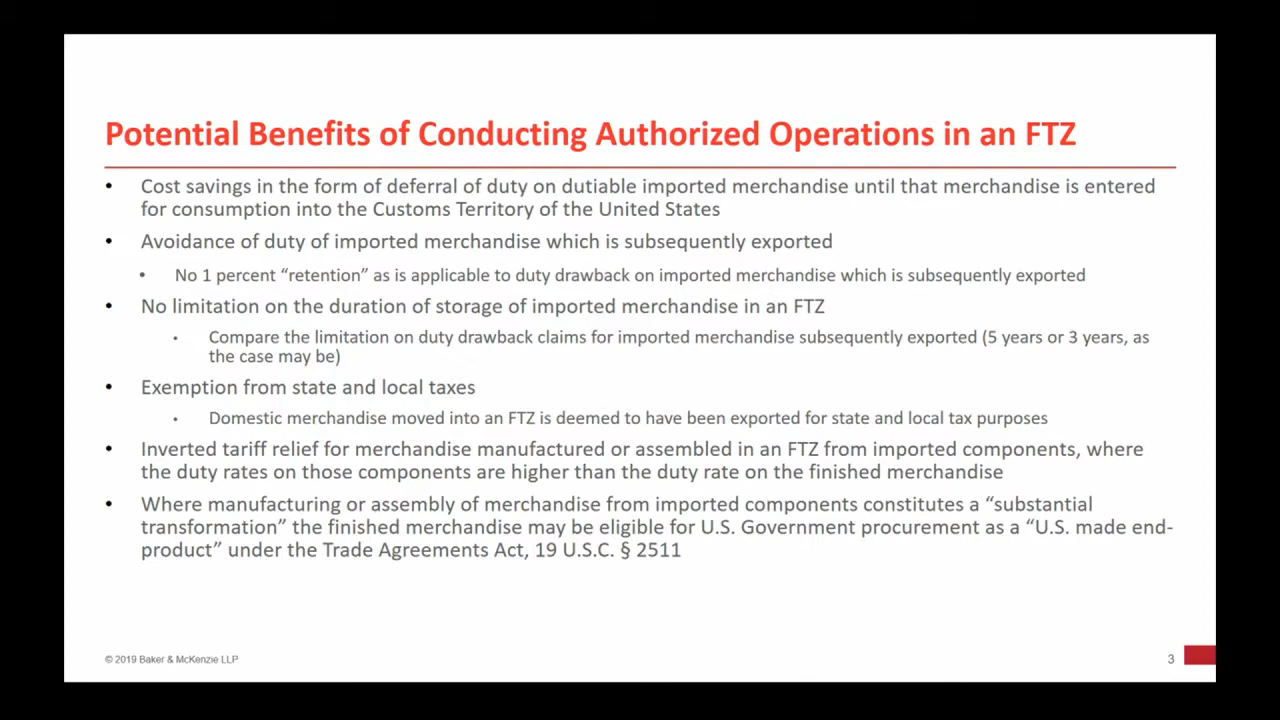 Potential Benefits of Conducting Authorized Operations in an FTZ
• Cost savings in the form of deferral of duty on dutiable imported merchandise until that merchandise is entered
for consumption into the Customs Territory of the United States
• Avoidance of duty of imported merchandise which is subsequently exported
• No 1 percent “retention” as is applicable to duty drawback on imported merchandise which is subsequently exported
• No limitation on the duration of storage of imported merchandise in an FTZ
• Compare the limitation on duty drawback claims for imported merchandise subsequently exported (5 years or 3 years, as
the case may be)
• Exemption from state and local taxes
• Domestic merchandise moved into an FTZ is deemed to have been exported for state and local tax purposes
• Inverted tariff relief for merchandise manufactured or assembled in an FTZ from imported components, where
the duty rates on those components are higher than the duty rate on the finished merchandise
• Where manufacturing or assembly of merchandise from imported components constitutes a “substantial
transformation” the finished merchandise may be eligible for U.S. Government procurement as a “U.S. made end-
product” under the Trade Agreements Act, 19 U.S.C. § 2511
© 2019 Baker & McKenzie LLP
3